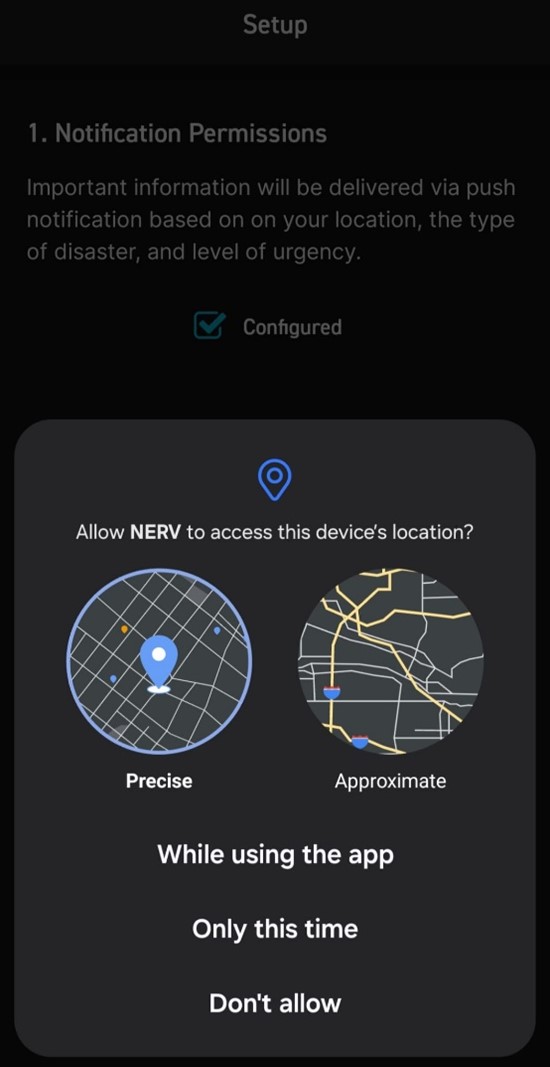 Setup
1. Notification Permissions
Important information will be delivered via push
notification based on on your location, the type
of disaster, and level of urgency.
Configured
Allow NERV to access this device's location?
Precise
Approximate
While using the app
Only this time
Don't allow